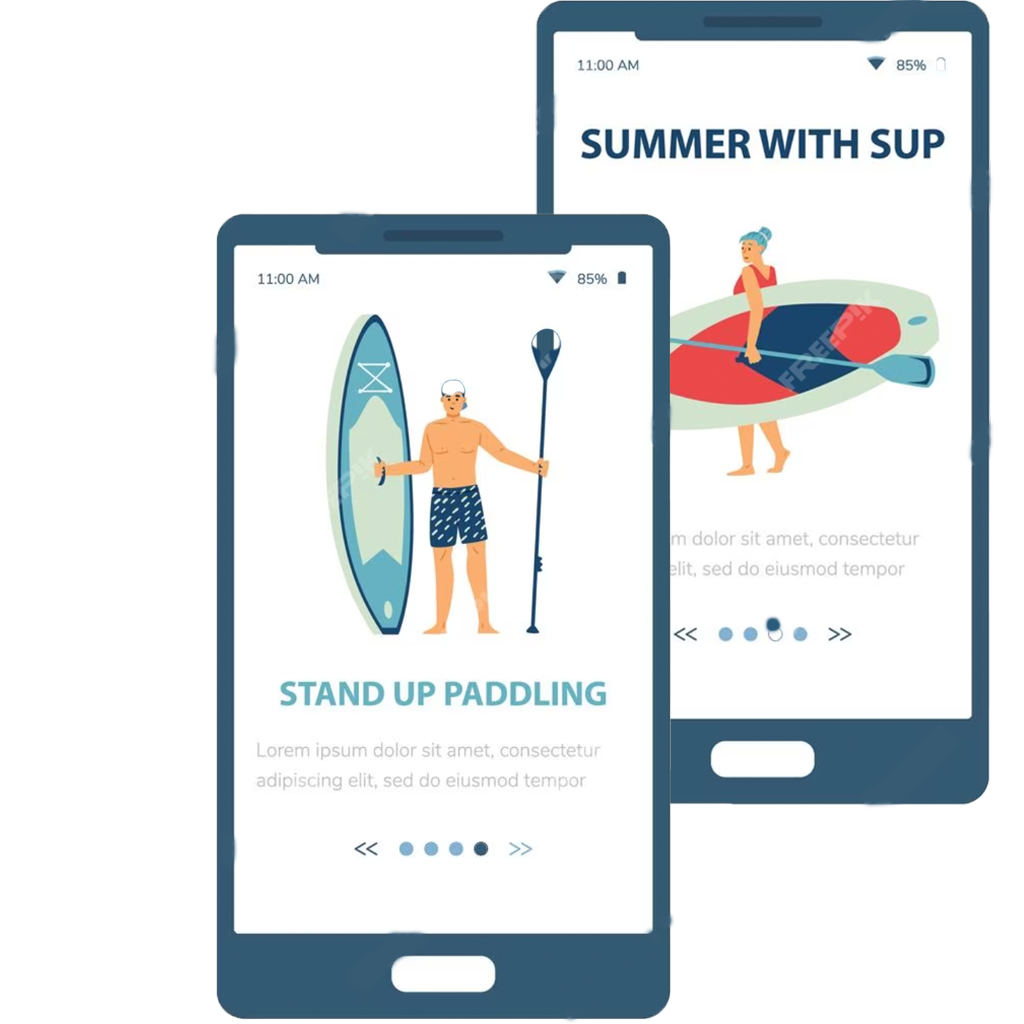 11:00 AM 85%
SUMMER WITH SUP
FREEPIK
dolor sit amet, consectetur
elit, sed do eiusmod tempor
<< >>
11:00 AM 85%
STAND UP PADDLING
Lorem ipsum dolor sit amet, consectetur
adipiscing elit, sed do eiusmod tempor
<< >>